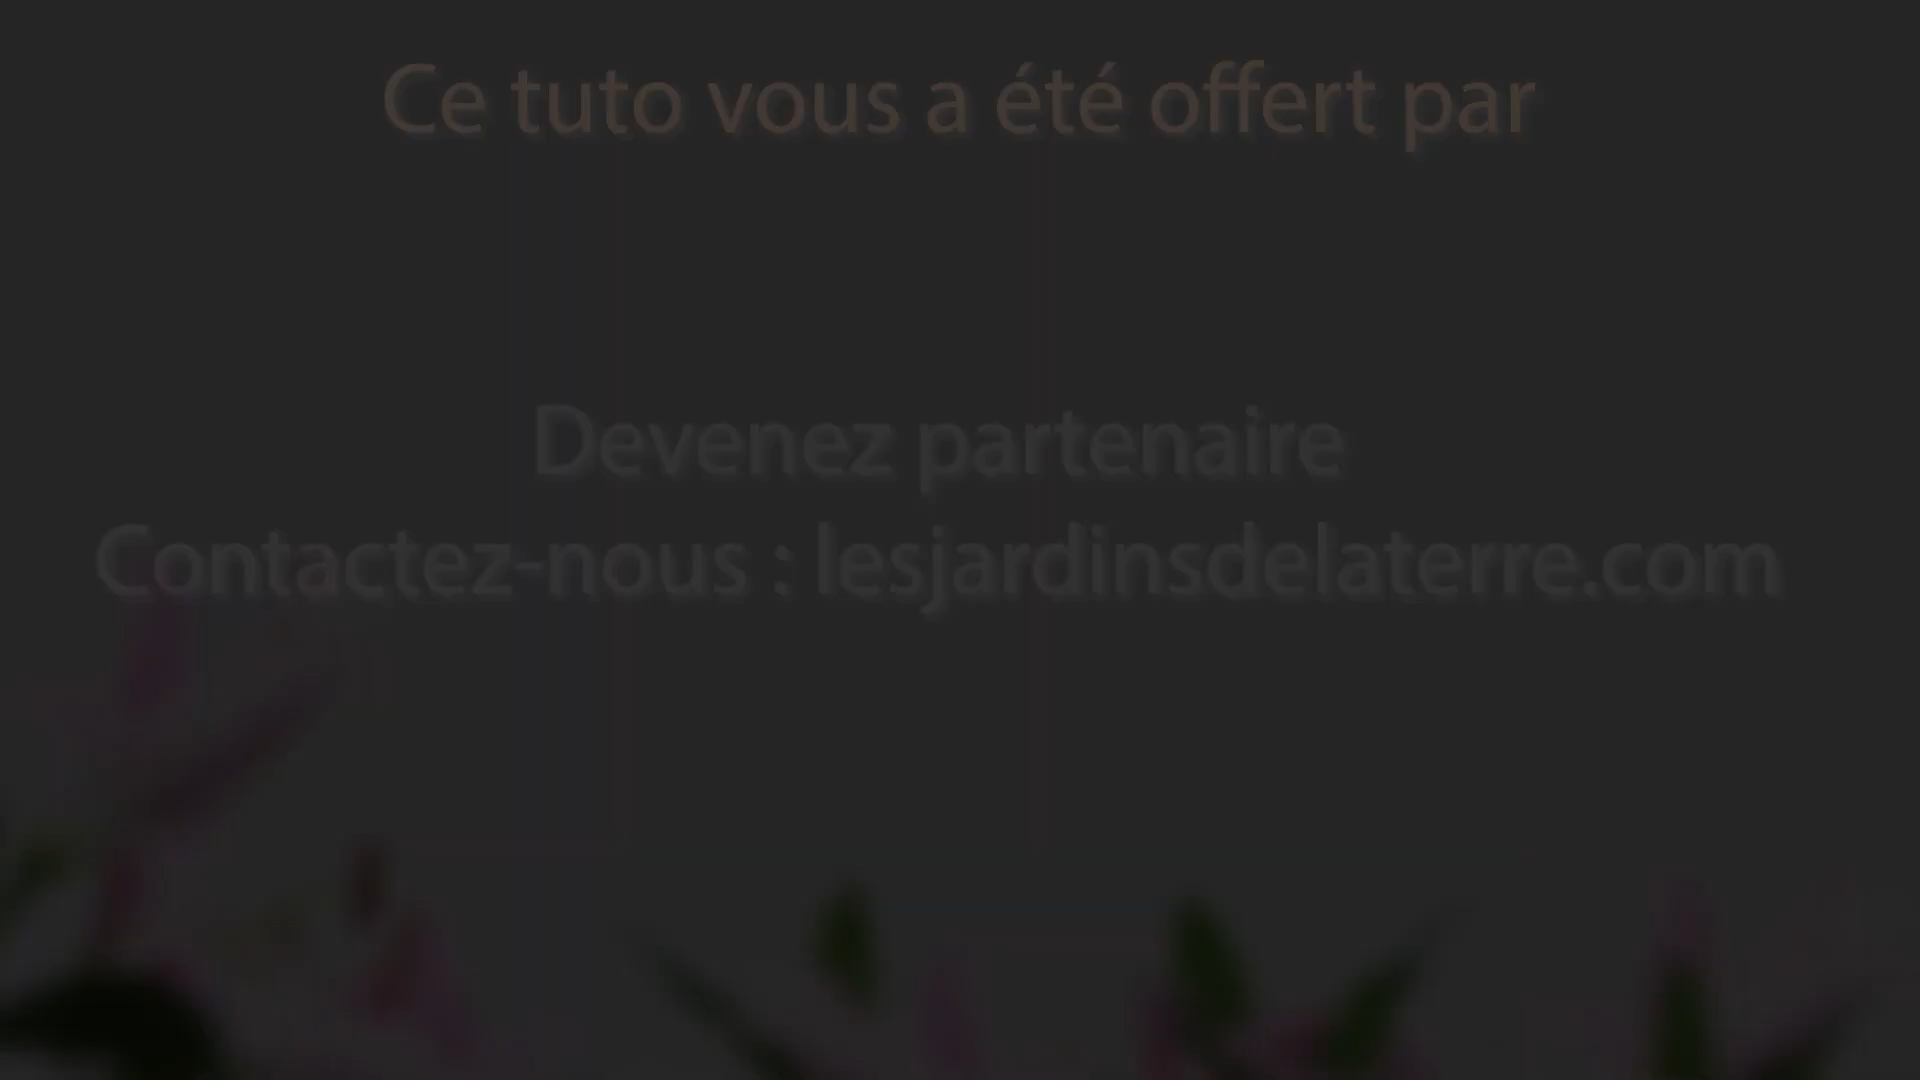 Ce tuto vous a été offert par
Devenez partenaire
Contactez-nous : lesjardinsdelaterre.com